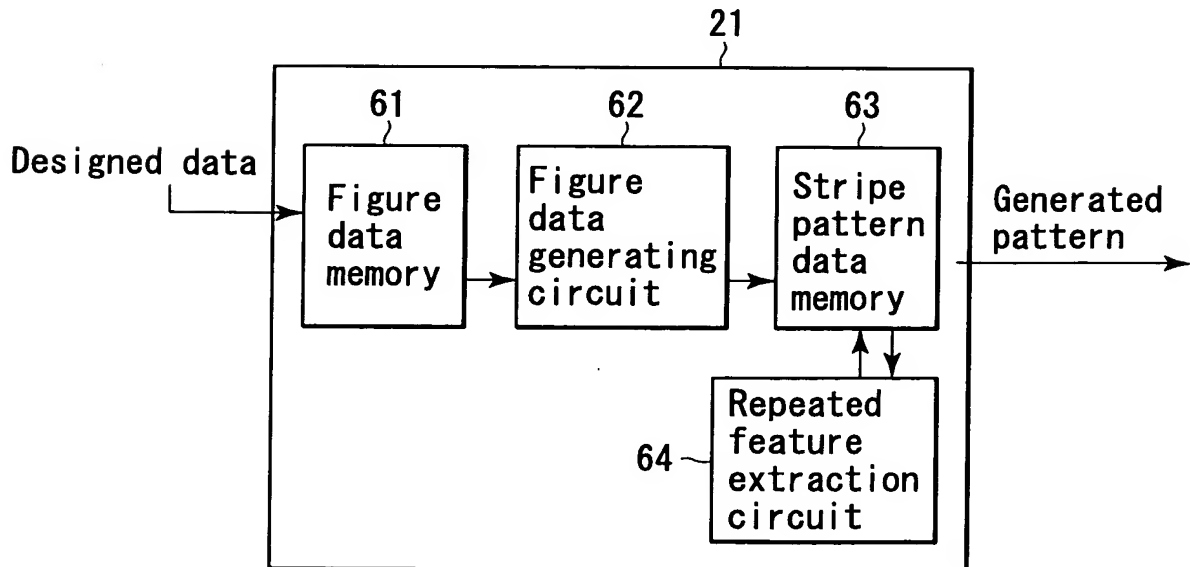 21
61
62
63
Designed data
Figure
data
memory
Figure
data
generating
circuit
Stripe
pattern
data
memory
Generated
pattern
64
Repeated
feature
extraction
circuit